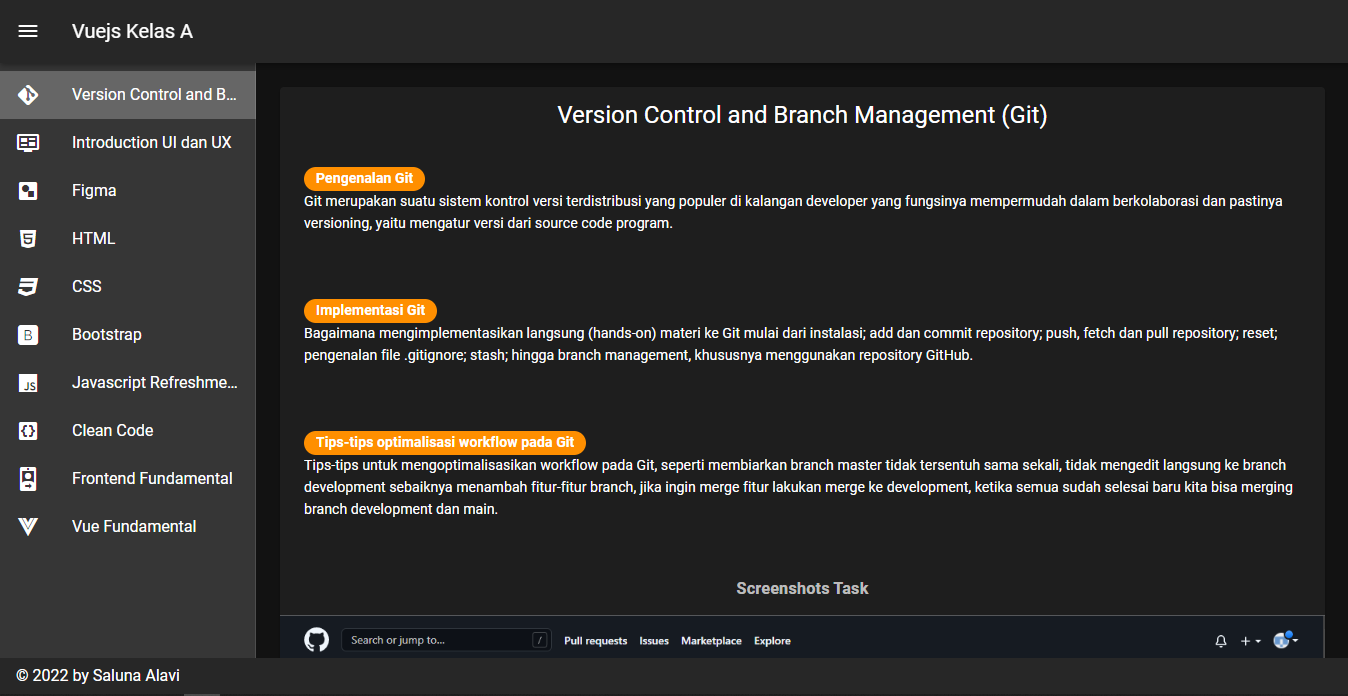 Vuejs Kelas A
Version Control and B...
Introduction UI dan UX
Figma
HTML
CSS
Bootstrap
Javascript Refreshme...
Clean Code
Frontend Fundamental
Vue Fundamental
Version Control and Branch Management (Git)
Pengenalan Git
Git merupakan suatu sistem kontrol versi terdistribusi yang populer di kalangan developer yang fungsinya mempermudah dalam berkolaborasi dan pastinya
versioning, yaitu mengatur versi dari source code program.
Implementasi Git
Bagaimana mengimplementasikan langsung (hands-on) materi ke Git mulai dari instalasi; add dan commit repository; push, fetch dan pull repository; reset;
pengenalan file .gitignore; stash; hingga branch management, khususnya menggunakan repository GitHub.
Tips-tips optimalisasi workflow pada Git
Tips-tips untuk mengoptimalisasikan workflow pada Git, seperti membiarkan branch master tidak tersentuh sama sekali, tidak mengedit langsung ke branch
development sebaiknya menambah fitur-fitur branch, jika ingin merge fitur lakukan merge ke development, ketika semua sudah selesai baru kita bisa merging
branch development dan main.
Screenshots Task
Search or jump to... / Pull requests Issues Marketplace Explore
© 2022 by Saluna Alavi